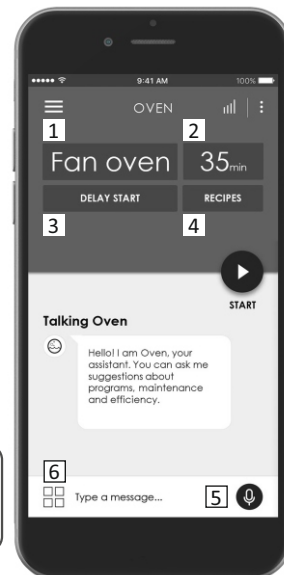 9:41 AM 100%
OVEN
1 2
Fan oven 35min
DELAY START RECIPES
3 4
START
Talking Oven
Hello! I am Oven, your
assistant. You can ask me
suggestions about
programs, maintenance
and efficiency.
6
Type a message... 5